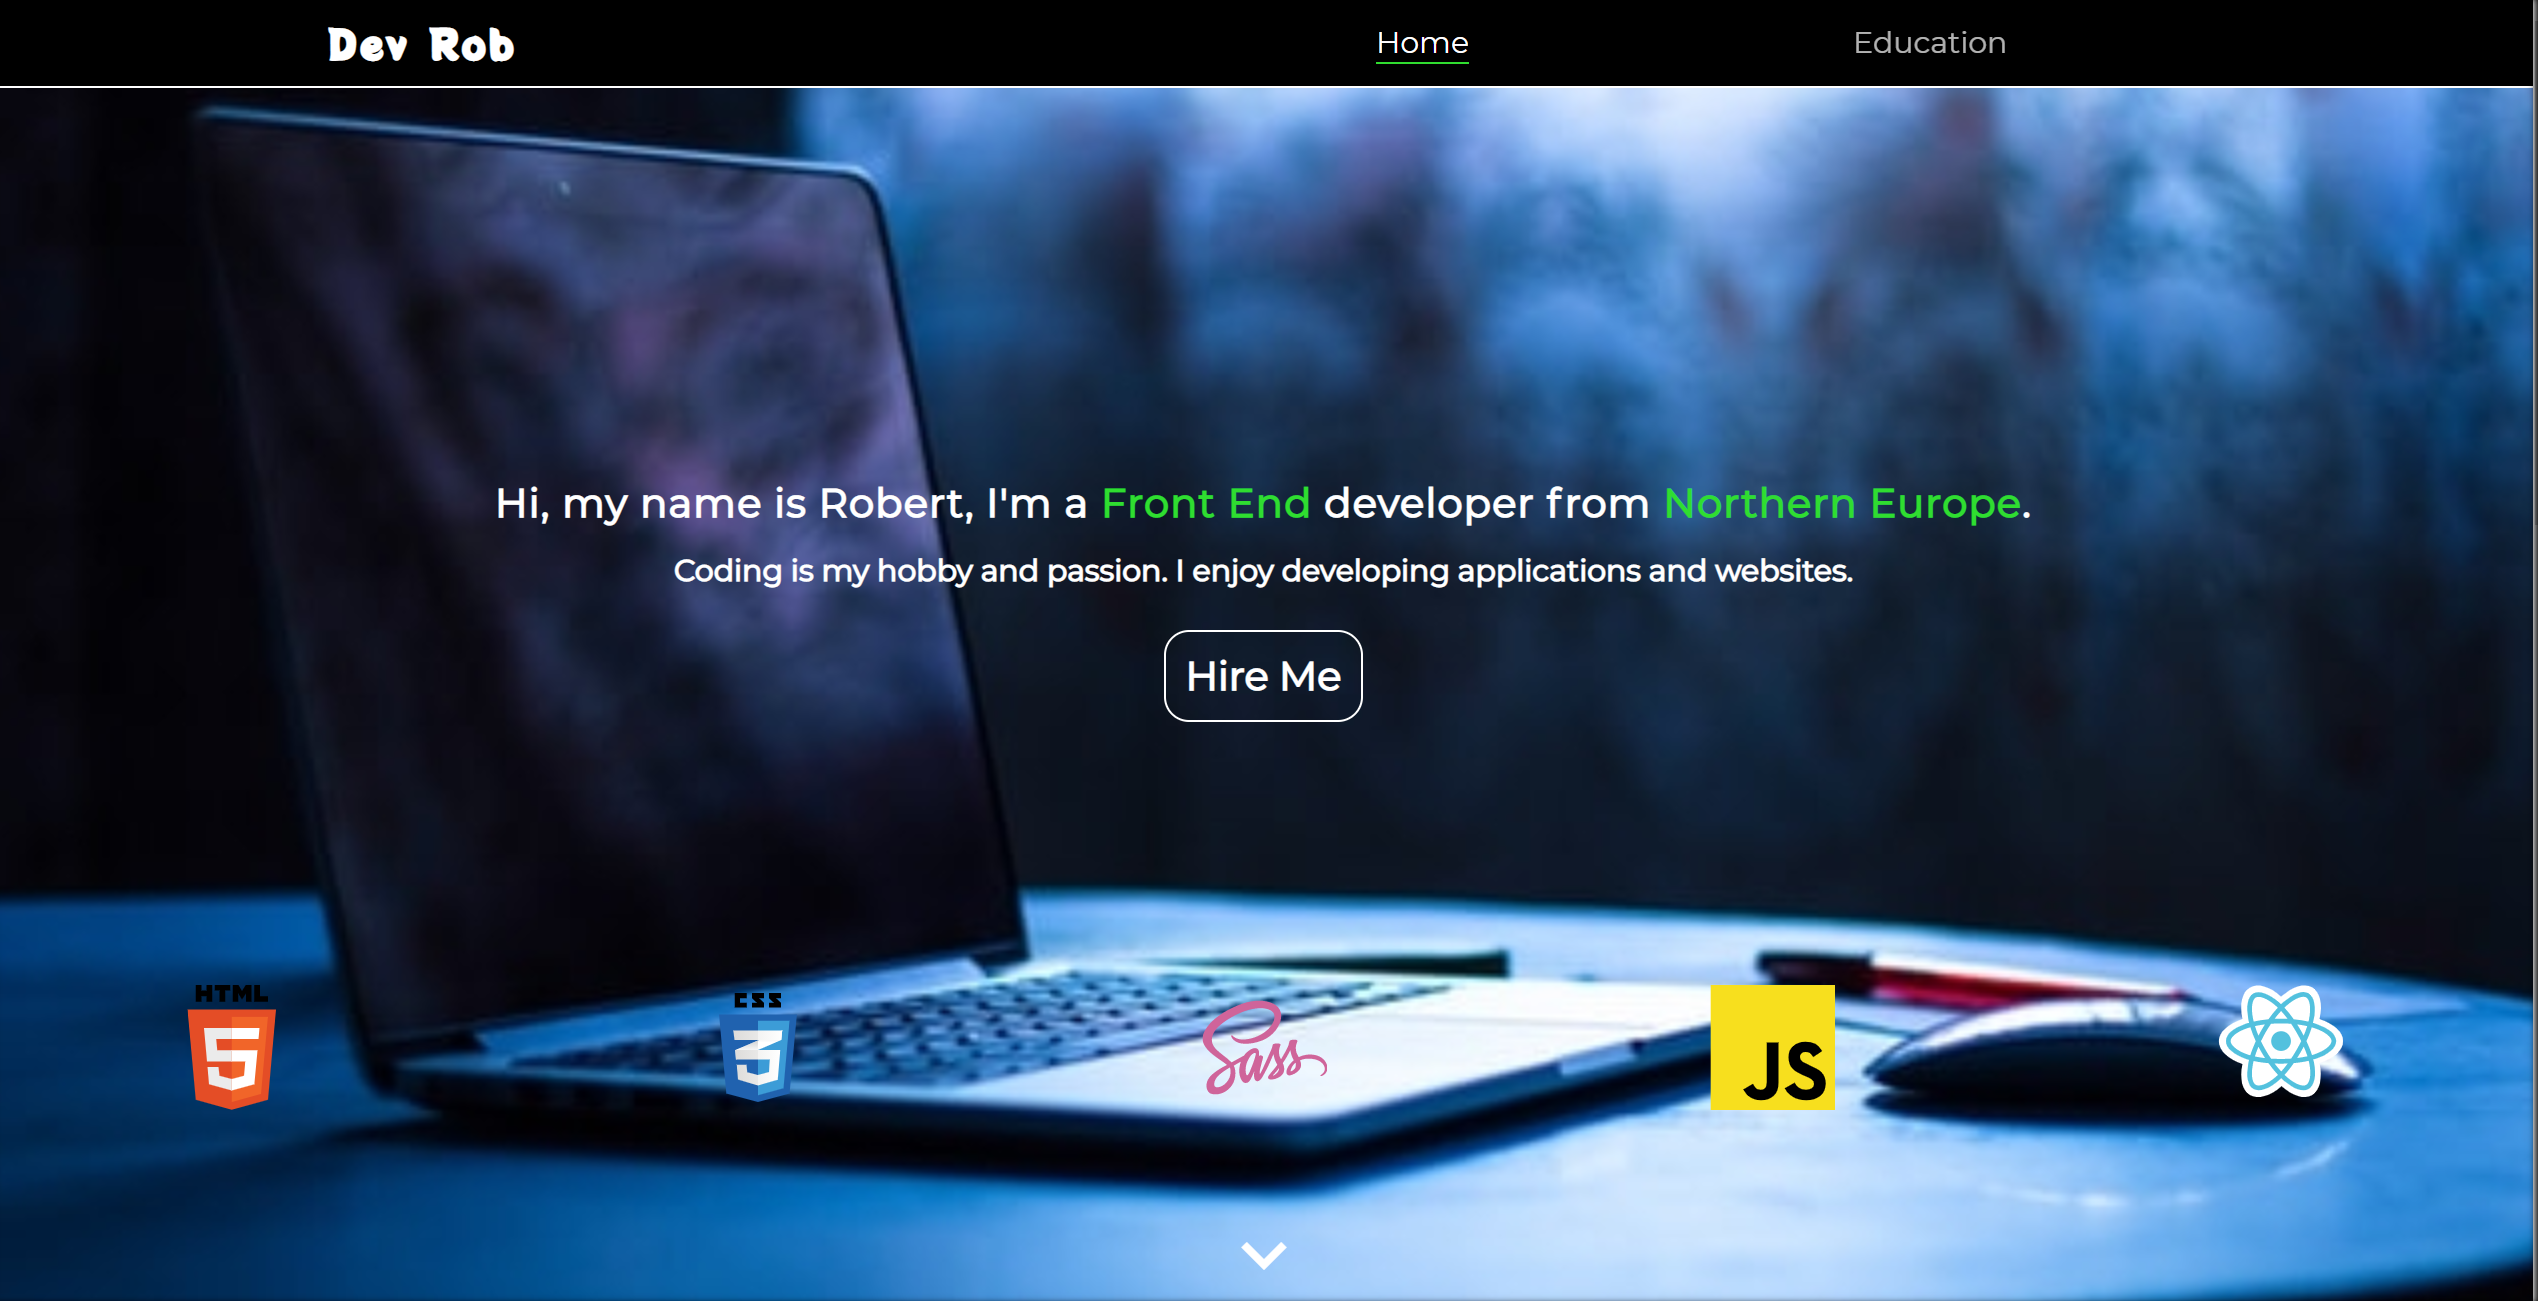 Dev Rob
Home
Education
Hi, my name is Robert, I'm a Front End developer from Northern Europe.
Coding is my hobby and passion. I enjoy developing applications and websites.
Hire Me
HTML
5
CSS
3
Sass
JS